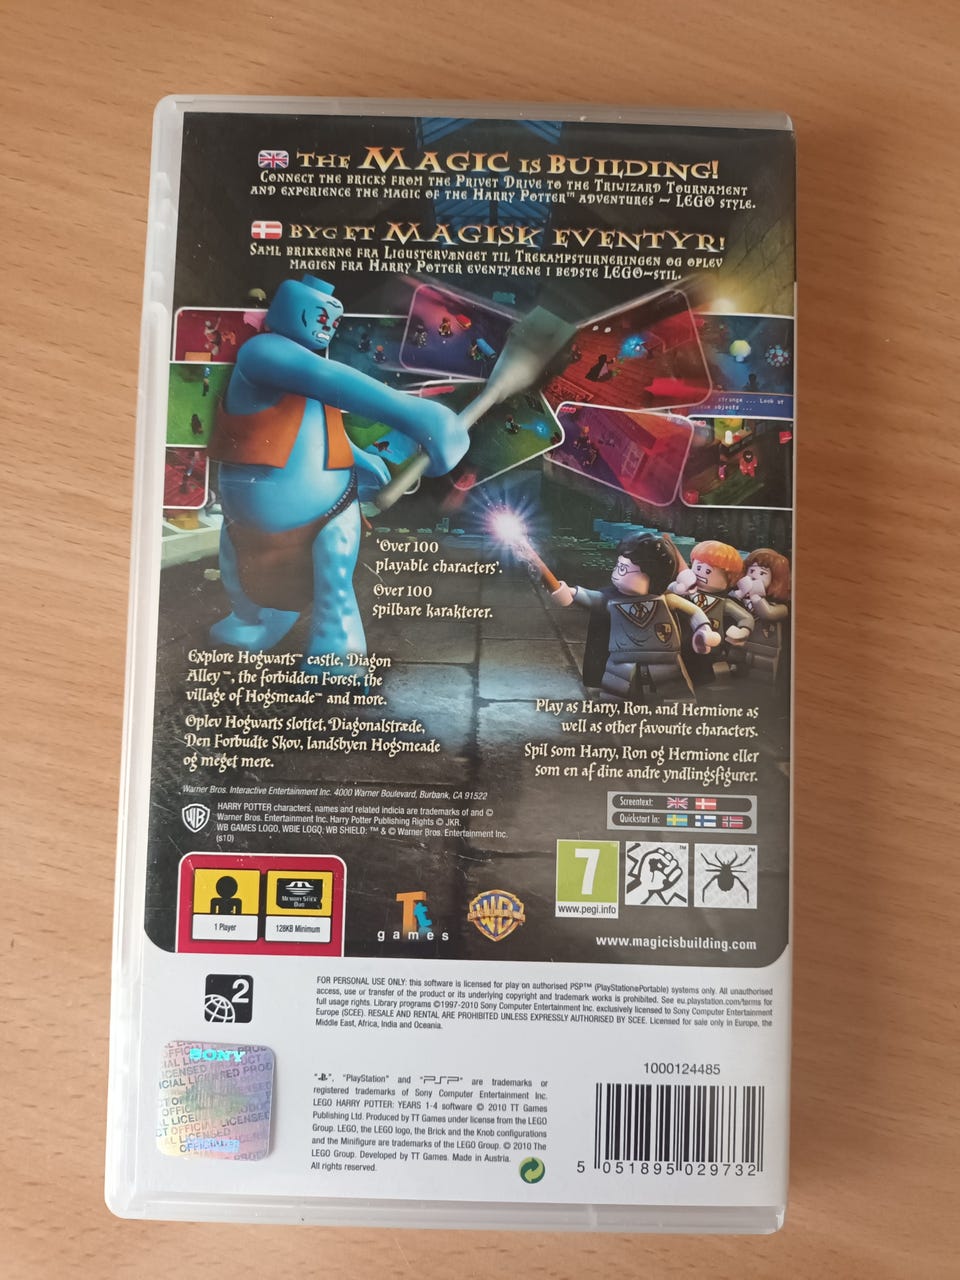 THE MAGIC IS BUILDING!
CONNECT THE BRICKS FROM THE PRIVET DRIVE TO THE TRIWIZARD TOURNAMENT
AND EXPERIENCE THE MAGIC OF THE HARRY POTTER™ ADVENTURES – LEGO STYLE.
BYG ET MAGISK EVENTYR!
SAML BRIKKERNE FRA LIGUSTERVÆNGET TIL TREKAMPSTURNERINGEN OG OPLEV
MAGIEN FRA HARRY POTTER EVENTYRENE I BEDSTE LEGO-STIL.
strange ... Look at
objects ...
'Over 100
playable characters'.
Over 100
spilbare karakterer.
Explore Hogwarts™ castle, Diagon
Alley™, the forbidden Forest, the
village of Hogsmeade™ and more.
Oplev Hogwarts slottet, Diagonalstræde,
Den Forbudte Skov, landsbyen Hogsmeade
og meget mere.
Play as Harry, Ron, and Hermione as
well as other favourite characters.
Spil som Harry, Ron og Hermione eller
som en af dine andre yndlingsfigurer.
Warner Bros. Interactive Entertainment Inc. 4000 Warner Boulevard, Burbank, CA 91522
WB
HARRY POTTER characters, names and related indicia are trademarks of and ©
Warner Bros. Entertainment Inc. Harry Potter Publishing Rights © JKR.
WB GAMES LOGO, WBIE LOGO, WB SHIELD: ™ & © Warner Bros. Entertainment Inc.
(s10)
Screentext:
Quickstart In:
MEMORY STICK
DUO
1 Player
128KB Minimum
Tt
games
WB
7
www.pegi.info
™
™
www.magicisbuilding.com
2
FOR PERSONAL USE ONLY: this software is licensed for play on authorised PSP™ (PlayStation®Portable) systems only. All unauthorised
access, use or transfer of the product or its underlying copyright and trademark works is prohibited. See eu.playstation.com/terms for
full usage rights. Library programs ©1997-2010 Sony Computer Entertainment Inc. exclusively licensed to Sony Computer Entertainment
Europe (SCEE). RESALE AND RENTAL ARE PROHIBITED UNLESS EXPRESSLY AUTHORISED BY SCEE. Licensed for sale only in Europe, the
Middle East, Africa, India and Oceania.
SONY
OFFICIAL LICENSED PRODUCT
", "PlayStation" and "PSP" are trademarks or
registered trademarks of Sony Computer Entertainment Inc.
LEGO HARRY POTTER: YEARS 1-4 software © 2010 TT Games
Publishing Ltd. Produced by TT Games under license from the LEGO
Group. LEGO, the LEGO logo, the Brick and the Knob configurations
and the Minifigure are trademarks of the LEGO Group. © 2010 The
LEGO Group. Developed by TT Games. Made in Austria.
All rights reserved.
1000124485
5 051895 029732